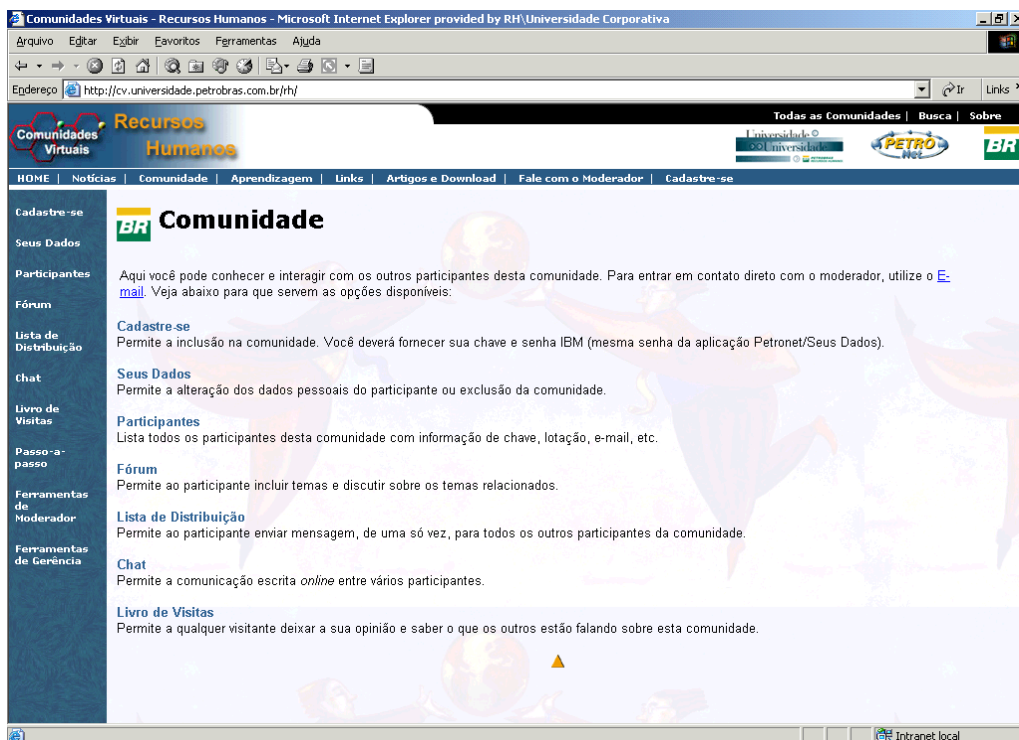 Comunidades Virtuais - Recursos Humanos - Microsoft Internet Explorer provided by RH\Universidade Corporativa
Arquivo Editar Exibir Favoritos Ferramentas Ajuda
Endereço http://cv.universidade.petrobras.com.br/rh/ Ir Links
Todas as Comunidades | Busca | Sobre
Comunidades
Virtuais
Recursos
Humanos
Universidade
Universidade
PETRO
Net
BR
HOME | Notícias | Comunidade | Aprendizagem | Links | Artigos e Download | Fale com o Moderador | Cadastre-se
Cadastre-se
Seus Dados
Participantes
Fórum
Lista de
Distribuição
Chat
Livro de
Visitas
Passo-a-
passo
Ferramentas
de
Moderador
Ferramentas
de Gerência
BR Comunidade
Aqui você pode conhecer e interagir com os outros participantes desta comunidade. Para entrar em contato direto com o moderador, utilize o E-
mail. Veja abaixo para que servem as opções disponíveis:
Cadastre-se
Permite a inclusão na comunidade. Você deverá fornecer sua chave e senha IBM (mesma senha da aplicação Petronet/Seus Dados).
Seus Dados
Permite a alteração dos dados pessoais do participante ou exclusão da comunidade.
Participantes
Lista todos os participantes desta comunidade com informação de chave, lotação, e-mail, etc.
Fórum
Permite ao participante incluir temas e discutir sobre os temas relacionados.
Lista de Distribuição
Permite ao participante enviar mensagem, de uma só vez, para todos os outros participantes da comunidade.
Chat
Permite a comunicação escrita online entre vários participantes.
Livro de Visitas
Permite a qualquer visitante deixar a sua opinião e saber o que os outros estão falando sobre esta comunidade.
Intranet local